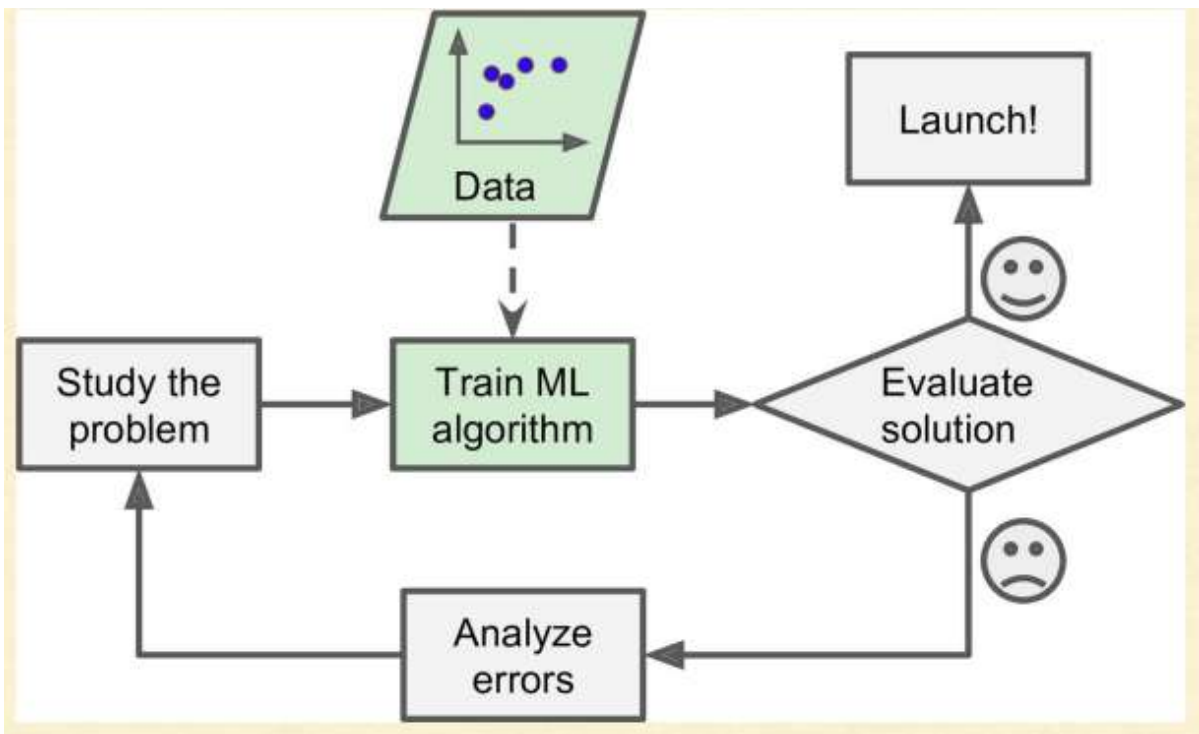 Data
Launch!
Study the
problem
Train ML
algorithm
Evaluate
solution
Analyze
errors